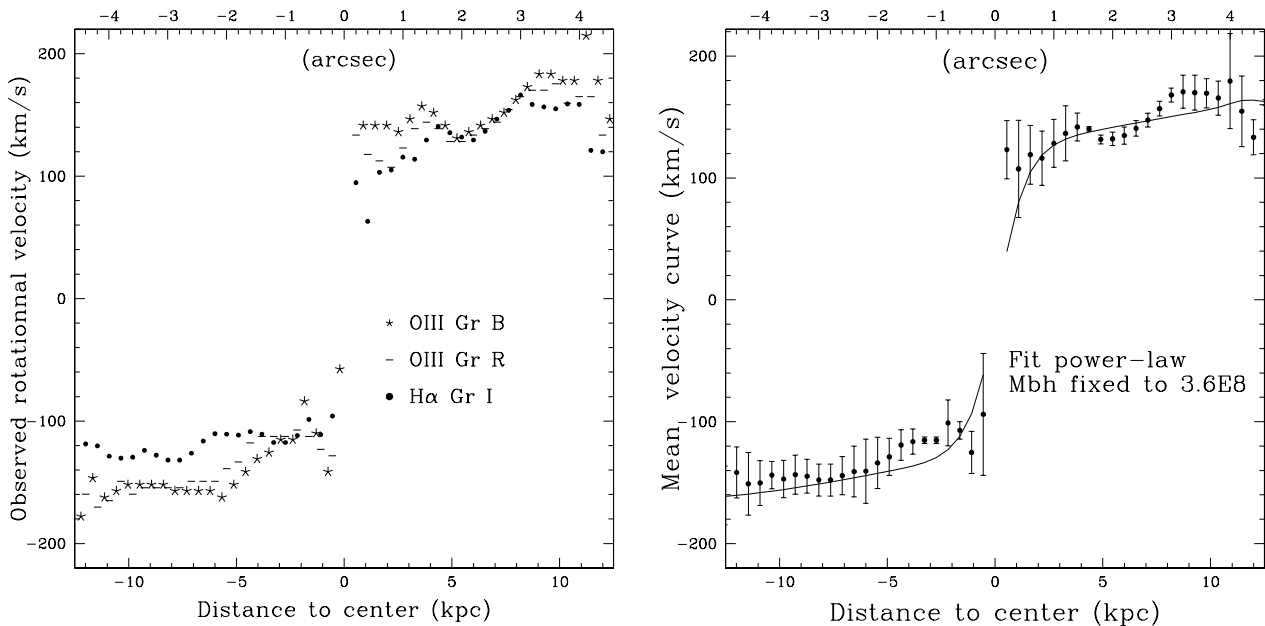 −4 −3 −2 −1 0 1 2 3 4
(arcsec)
200
100
0
−100
−200
Observed rotationnal velocity (km/s)
OIII Gr B
OIII Gr R
Hα Gr I
−10 −5 0 5 10
Distance to center (kpc)
−4 −3 −2 −1 0 1 2 3 4
(arcsec)
200
100
0
−100
−200
Mean velocity curve (km/s)
Fit power−law
Mbh fixed to 3.6E8
−10 −5 0 5 10
Distance to center (kpc)